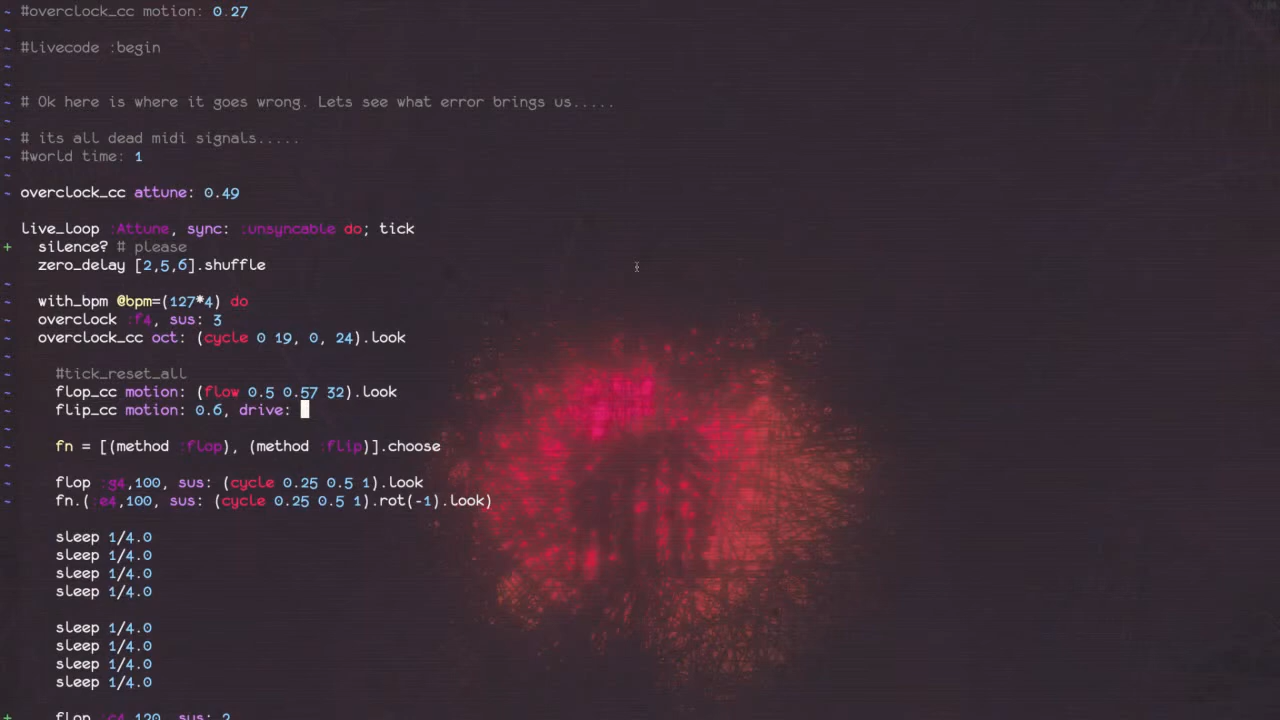 ~ #overclock_cc motion: 0.27
~
~ #livecode :begin
~
~
~ # Ok here is where it goes wrong. Lets see what error brings us.....
~
~ # its all dead midi signals.....
~ #world time: 1
~
~ overclock_cc attune: 0.49
live_loop :Attune, sync: :unsyncable do; tick
+ silence? # please
zero_delay [2,5,6].shuffle
~
~ with_bpm @bpm=(127*4) do
~ overclock :f4, sus: 3
~ overclock_cc oct: (cycle 0 19, 0, 24).look
~
~ #tick_reset_all
~ flop_cc motion: (flow 0.5 0.57 32).look
~ flip_cc motion: 0.6, drive:
~
~ fn = [(method :flop), (method :flip)].choose
~
~ flop :g4,100, sus: (cycle 0.25 0.5 1).look
~ fn.(:e4,100, sus: (cycle 0.25 0.5 1).rot(-1).look)
sleep 1/4.0
sleep 1/4.0
sleep 1/4.0
sleep 1/4.0
sleep 1/4.0
sleep 1/4.0
sleep 1/4.0
sleep 1/4.0
+ flop :c4,120, sus: 2